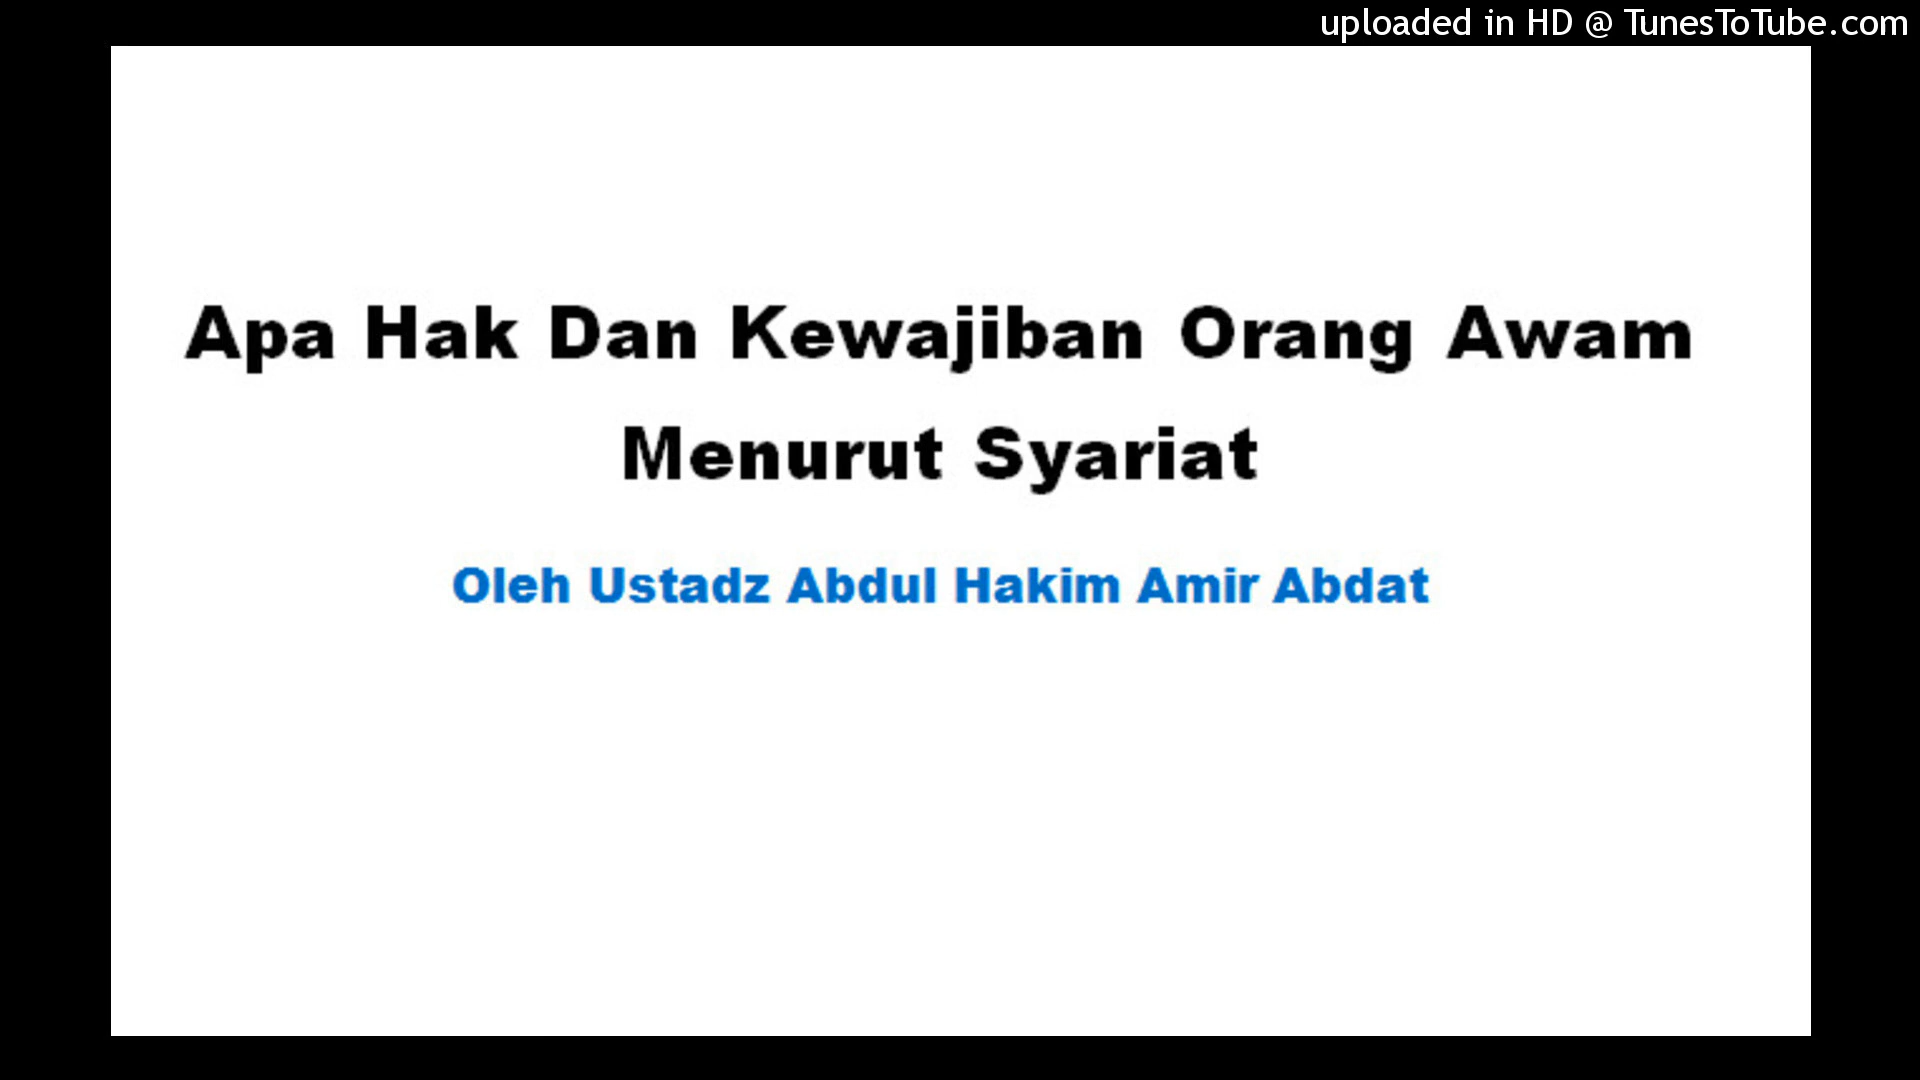 uploaded in HD @ TunesToTube.com
Apa Hak Dan Kewajiban Orang Awam
Menurut Syariat
Oleh Ustadz Abdul Hakim Amir Abdat